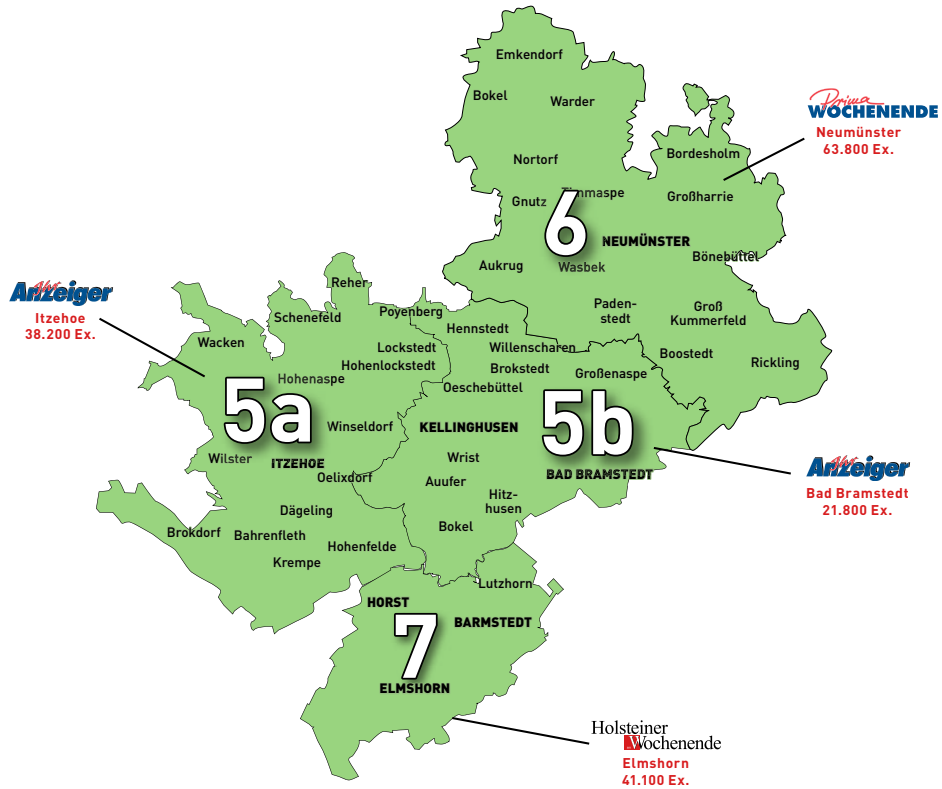 Emkendorf
Bokel
Warder
Prima
WOCHENENDE
Neumünster
63.800 Ex.
Bordesholm
Nortorf
Timmaspe
Großharrie
Gnutz
6
NEUMÜNSTER
Bönebüttel
Aukrug
Wasbek
Reher
Anzeiger
Itzehoe
38.200 Ex.
Schenefeld
Poyenberg
Paden-
stedt
Groß
Kummerfeld
Hennstedt
Wacken
Lockstedt
Willenscharen
Boostedt
Rickling
Hohenlockstedt
Brokstedt
Großenaspe
Hohenaspe
Oeschebüttel
5a
5b
Winseldorf
KELLINGHUSEN
Wilster
ITZEHOE
Wrist
BAD BRAMSTEDT
Anzeiger
Bad Bramstedt
21.800 Ex.
Oelixdorf
Auufer
Hitz-
husen
Dägeling
Bokel
Brokdorf
Bahrenfleth
Hohenfelde
Krempe
Lutzhorn
HORST
BARMSTEDT
7
ELMSHORN
Holsteiner
Wochenende
Elmshorn
41.100 Ex.